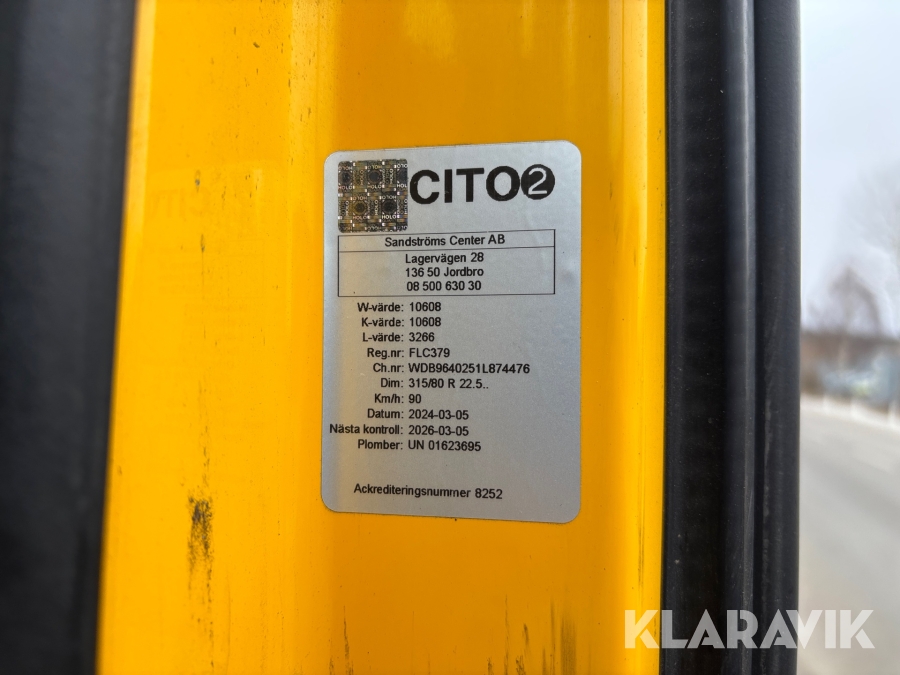 CITO2
Sandströms Center AB
Lagervägen 28
136 50 Jordbro
08 500 630 30
W-värde: 10608
K-värde: 10608
L-värde: 3266
Reg.nr: FLC379
Ch.nr: WDB9640251L874476
Dim: 315/80 R 22.5..
Km/h: 90
Datum: 2024-03-05
Nästa kontroll: 2026-03-05
Plomber: UN 01623695
Ackrediteringsnummer 8252
KLARAVIK